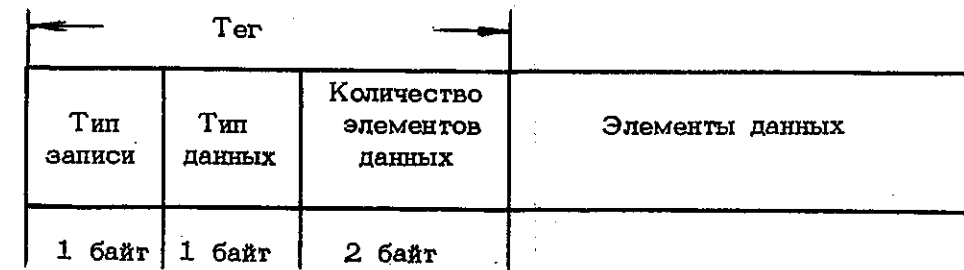 Тег
Тип записи
Тип данных
Количество элементов данных
Элементы данных
1 байт
1 байт
2 байт